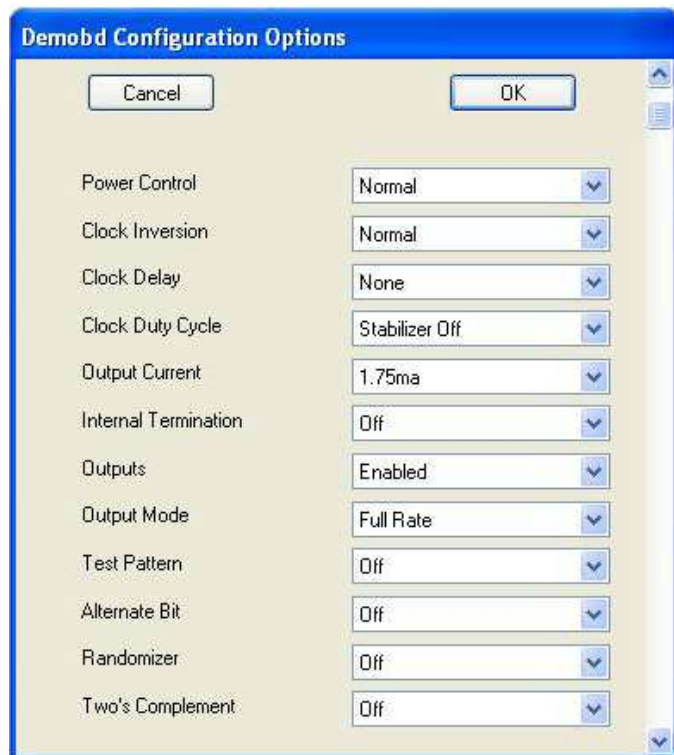 Demobd Configuration Options
Cancel OK
Power Control Normal
Clock Inversion Normal
Clock Delay None
Clock Duty Cycle Stabilizer Off
Output Current 1.75ma
Internal Termination Off
Outputs Enabled
Output Mode Full Rate
Test Pattern Off
Alternate Bit Off
Randomizer Off
Two's Complement Off